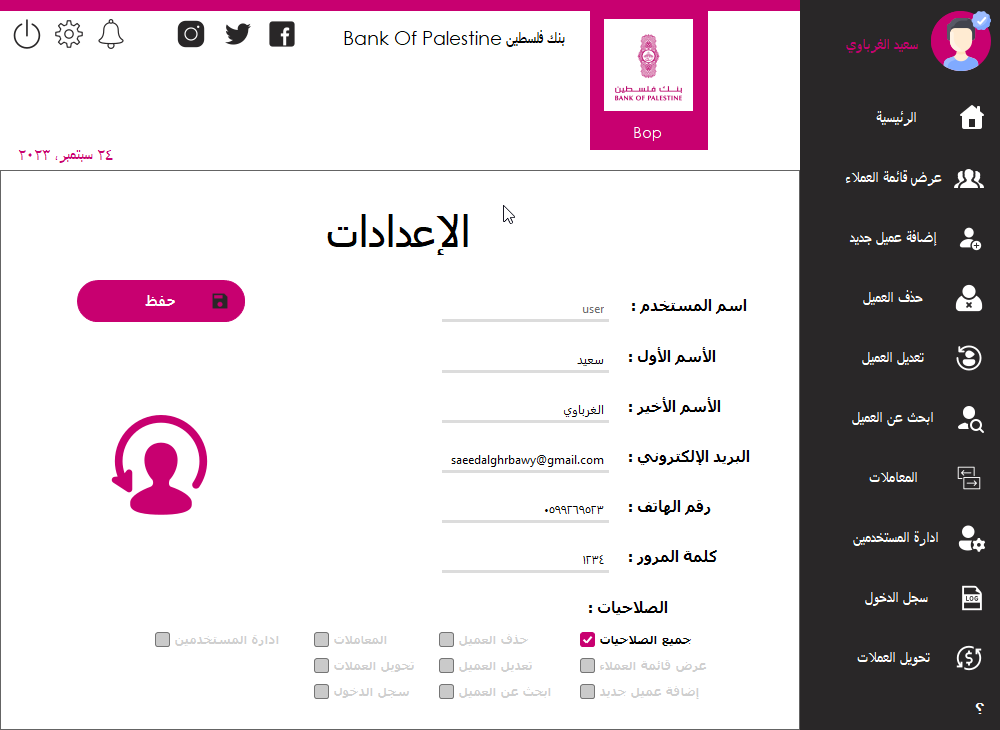 سعيد الغرباوي
بنك فلسطين Bank Of Palestine
بنك فلسطين
BANK OF PALESTINE
Bop
٢٤ سبتمبر، ٢٠٢٣
الرئيسية
عرض قائمة العملاء
إضافة عميل جديد
حذف العميل
تعديل العميل
ابحث عن العميل
المعاملات
ادارة المستخدمين
LOG
سجل الدخول
تحويل العملات
؟
الإعدادات
حفظ
اسم المستخدم : user
الأسم الأول : سعيد
الأسم الأخير : الغرباوي
البريد الإلكتروني : saeedalghrbawy@gmail.com
رقم الهاتف : ٠٥٩٩٢٦٩٥٢٣
كلمة المرور : ١٢٣٤
الصلاحيات :
جميع الصلاحيات حذف العميل المعاملات ادارة المستخدمين
عرض قائمة العملاء تعديل العميل تحويل العملات
إضافة عميل جديد ابحث عن العميل سجل الدخول